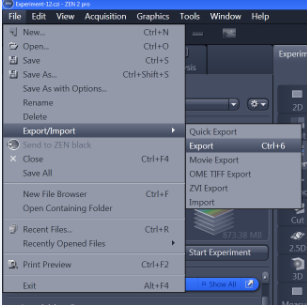 Experiment-12.czi - ZEN 2 pro
File Edit View Acquisition Graphics Tools Window Help
New... Ctrl+N
Open... Ctrl+O
Save Ctrl+S
Save As... Ctrl+Shift+S
Save As with Options...
Rename
Delete
Export/Import
Send to ZEN black
Close Ctrl+F4
Save All
New File Browser Ctrl+F
Open Containing Folder
Recent Files... Ctrl+R
Recently Opened Files
Print Preview Ctrl+F2
Exit Alt+F4
Quick Export
Export Ctrl+6
Movie Export
OME TIFF Export
ZVI Export
Import
Experim
2D
873.38 MB
Cut
2.5D
Start Experiment
3D
Show All